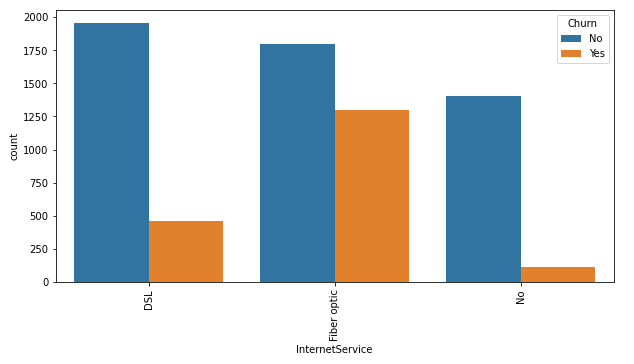 2000
1750
1500
1250
1000
750
500
250
0
count
Churn
No
Yes
DSL
Fiber optic
No
InternetService